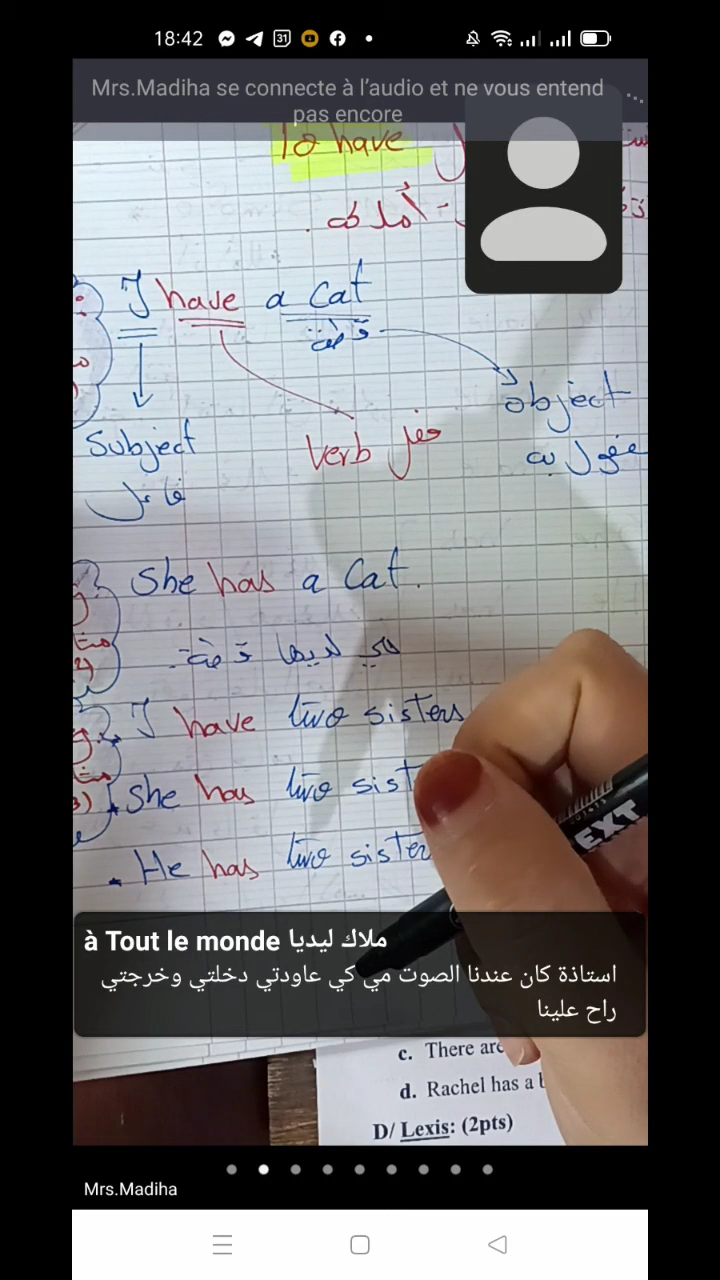 18:42
31
Mrs.Madiha se connecte à l'audio et ne vous entend
pas encore
To have
I have a Cat
قطة
Subject
فاعل
Verb فعل
object
مفعول به
She has a Cat.
هي لديها قطة.
I have two sisters
She has two sist
He has two sister
EXT
à Tout le monde ملاك ليديا
استاذة كان عندنا الصوت مي كي عاودتي دخلتي وخرجتي
راح علينا
c. There are
d. Rachel has a b
D/ Lexis: (2pts)
Mrs.Madiha